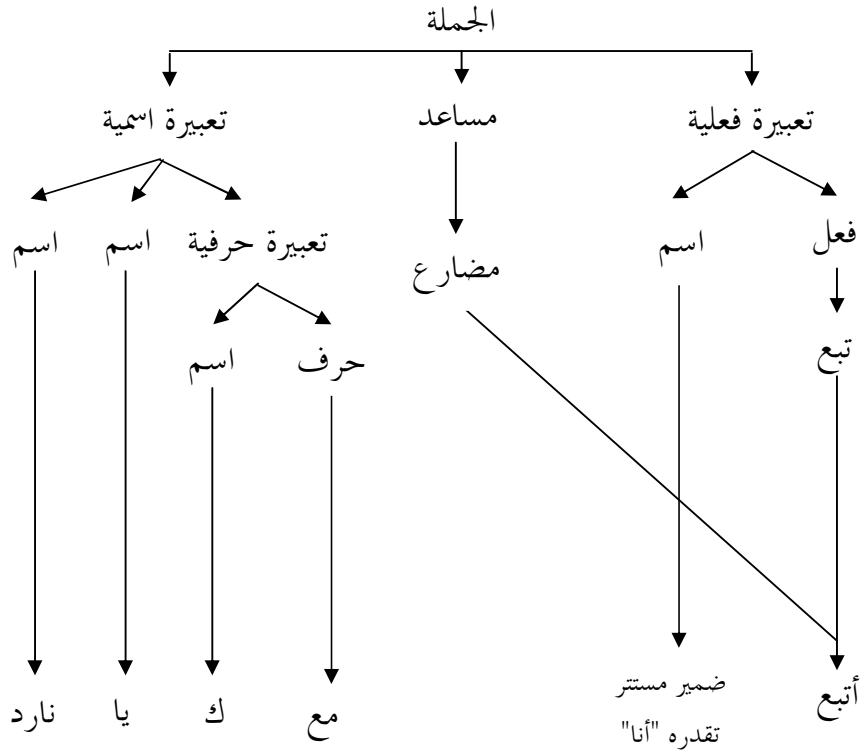 الجملة
تعبيرة فعلية مساعد تعبيرة اسمية
فعل اسم مضارع تعبيرة حرفية اسم اسم
تبع حرف اسم
أتبع ضمير مستتر مع ك يا نارد
تقدره "أنا"